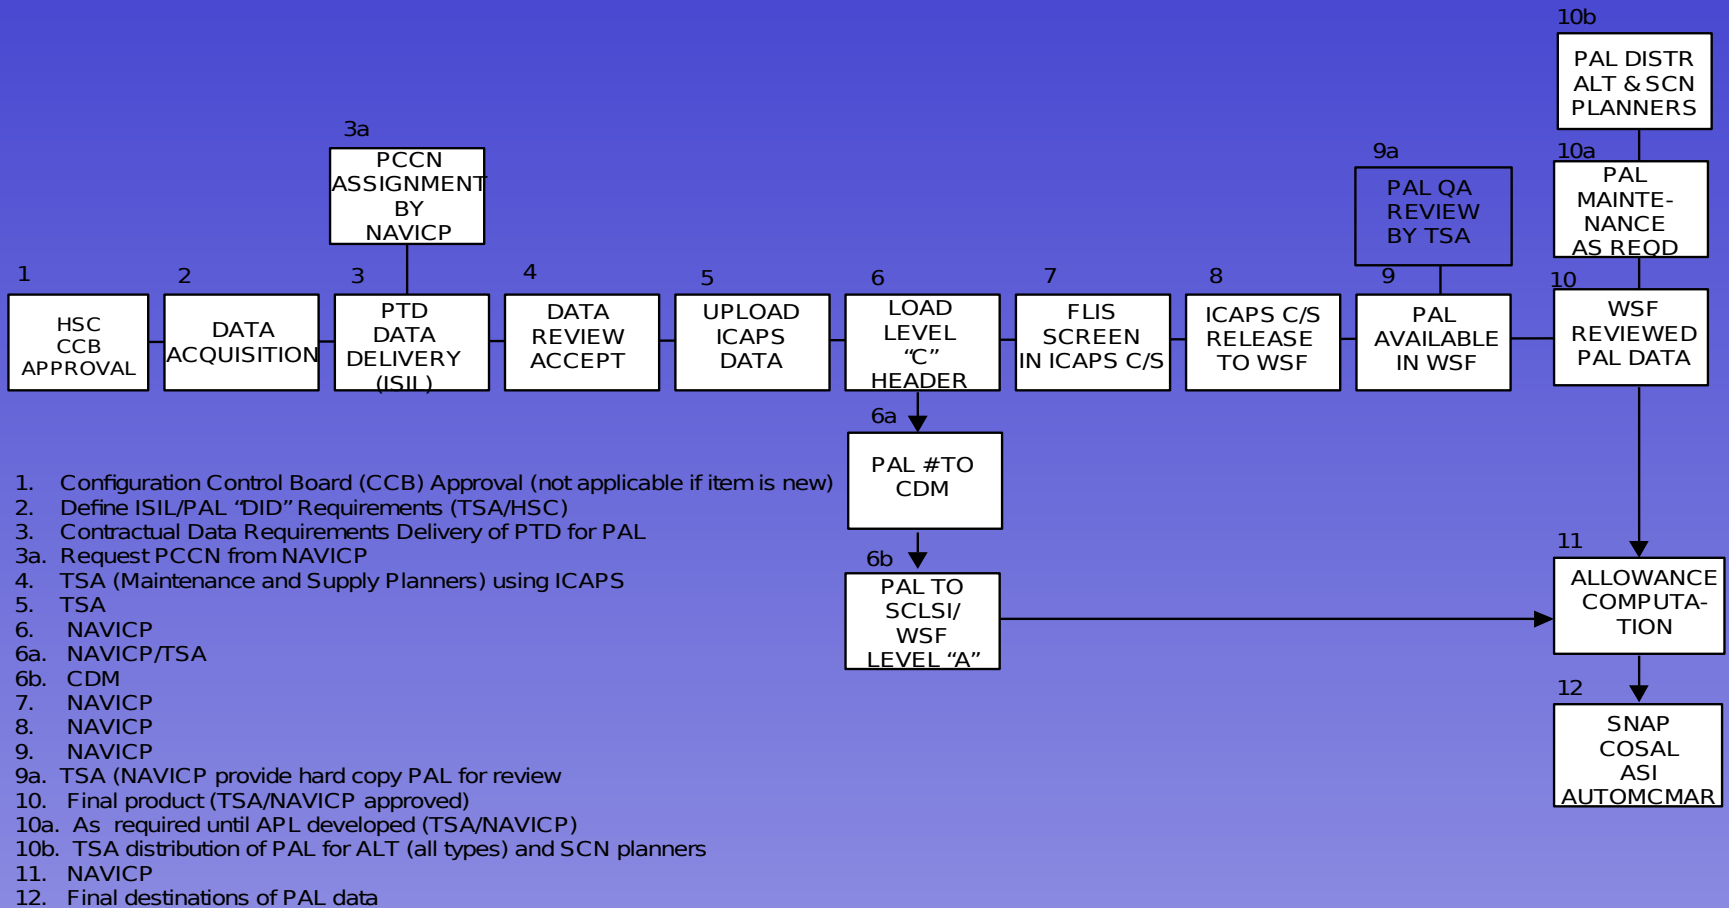 10b
PAL DISTR
ALT & SCN
PLANNERS
3a
PCCN
ASSIGNMENT
BY
NAVICP
9a
PAL QA
REVIEW
BY TSA
10a
PAL
MAINTE-
NANCE
AS REQD
1
HSC
CCB
APPROVAL
2
DATA
ACQUISITION
3
PTD
DATA
DELIVERY
(ISIL)
4
DATA
REVIEW
ACCEPT
5
UPLOAD
ICAPS
DATA
6
LOAD
LEVEL
“C”
HEADER
7
FLIS
SCREEN
IN ICAPS C/S
8
ICAPS C/S
RELEASE
TO WSF
9
PAL
AVAILABLE
IN WSF
10
WSF
REVIEWED
PAL DATA
6a
PAL #TO
CDM
6b
PAL TO
SCLSI/
WSF
LEVEL “A”
11
ALLOWANCE
COMPUTA-
TION
12
SNAP
COSAL
ASI
AUTOMCMAR
1. Configuration Control Board (CCB) Approval (not applicable if item is new)
2. Define ISIL/PAL “DID” Requirements (TSA/HSC)
3. Contractual Data Requirements Delivery of PTD for PAL
3a. Request PCCN from NAVICP
4. TSA (Maintenance and Supply Planners) using ICAPS
5. TSA
6. NAVICP
6a. NAVICP/TSA
6b. CDM
7. NAVICP
8. NAVICP
9. NAVICP
9a. TSA (NAVICP provide hard copy PAL for review
10. Final product (TSA/NAVICP approved)
10a. As required until APL developed (TSA/NAVICP)
10b. TSA distribution of PAL for ALT (all types) and SCN planners
11. NAVICP
12. Final destinations of PAL data